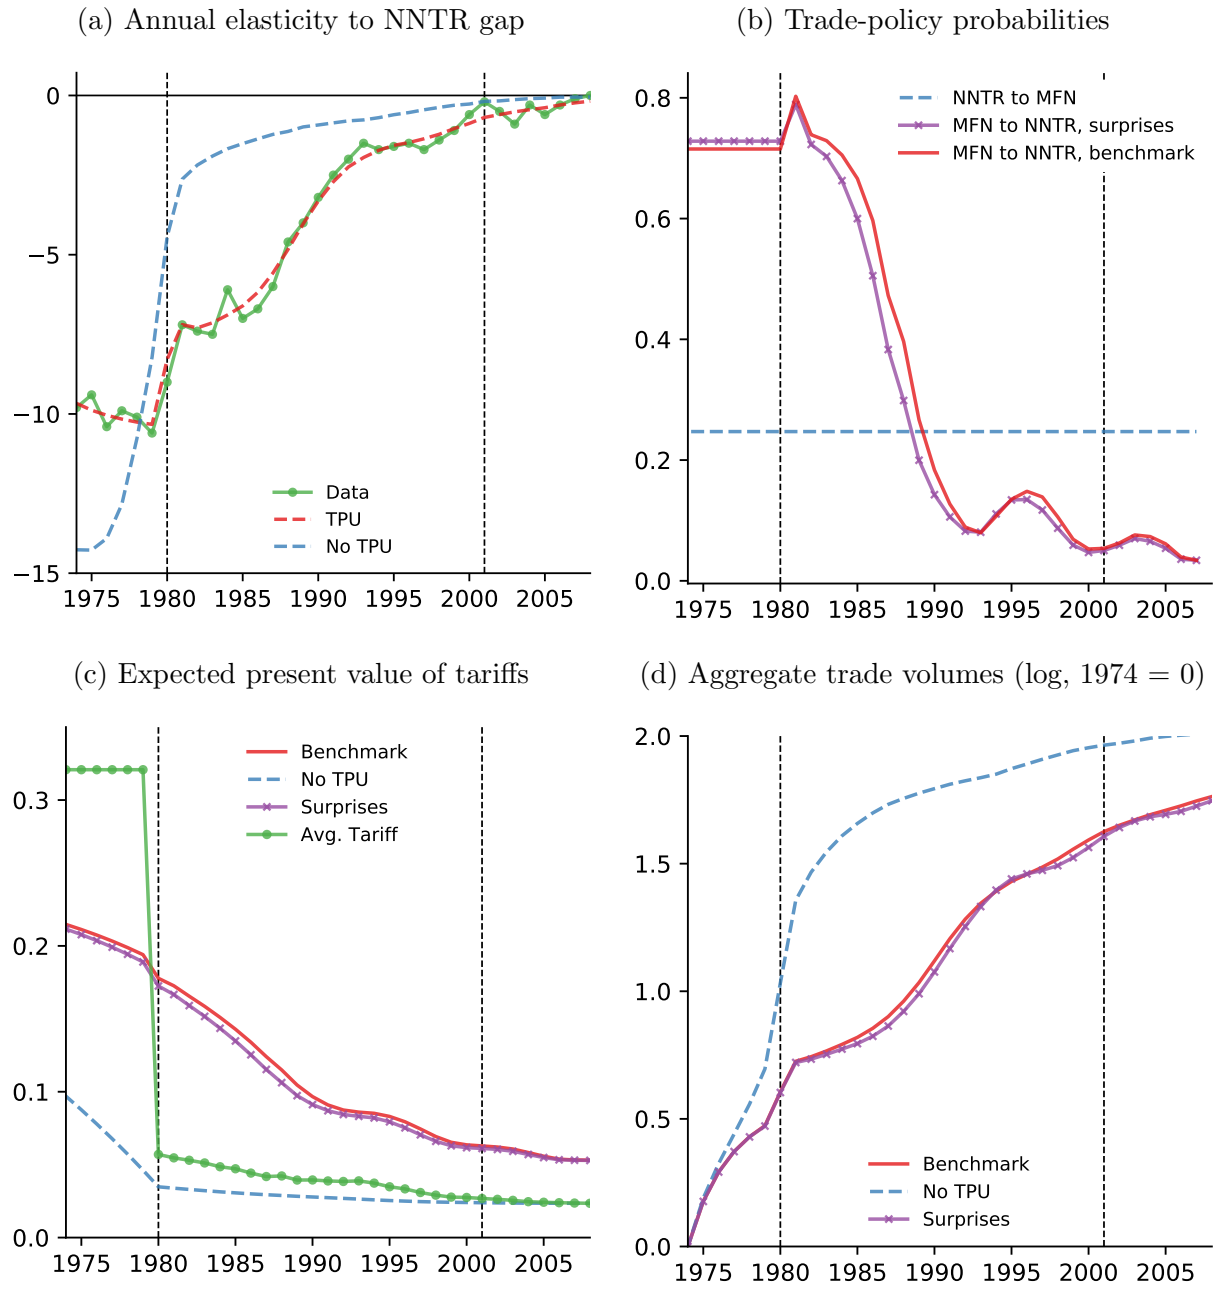 (a) Annual elasticity to NNTR gap
0
−5
−10
−15
1975 1980 1985 1990 1995 2000 2005
Data
TPU
No TPU
(b) Trade-policy probabilities
0.8
0.6
0.4
0.2
0.0
1975 1980 1985 1990 1995 2000 2005
NNTR to MFN
MFN to NNTR, surprises
MFN to NNTR, benchmark
(c) Expected present value of tariffs
0.3
0.2
0.1
0.0
1975 1980 1985 1990 1995 2000 2005
Benchmark
No TPU
Surprises
Avg. Tariff
(d) Aggregate trade volumes (log, 1974 = 0)
2.0
1.5
1.0
0.5
0.0
1975 1980 1985 1990 1995 2000 2005
Benchmark
No TPU
Surprises